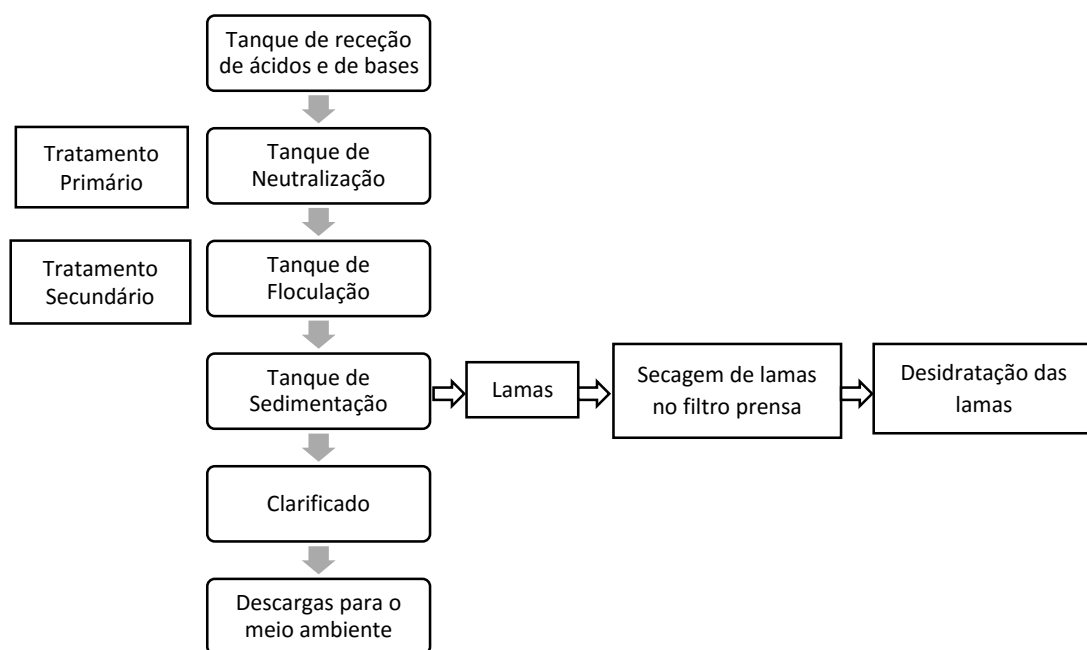 Tanque de receção
de ácidos e de bases
Tratamento
Primário
Tanque de
Neutralização
Tratamento
Secundário
Tanque de
Floculação
Tanque de
Sedimentação
Lamas
Secagem de lamas
no filtro prensa
Desidratação das
lamas
Clarificado
Descargas para o
meio ambiente